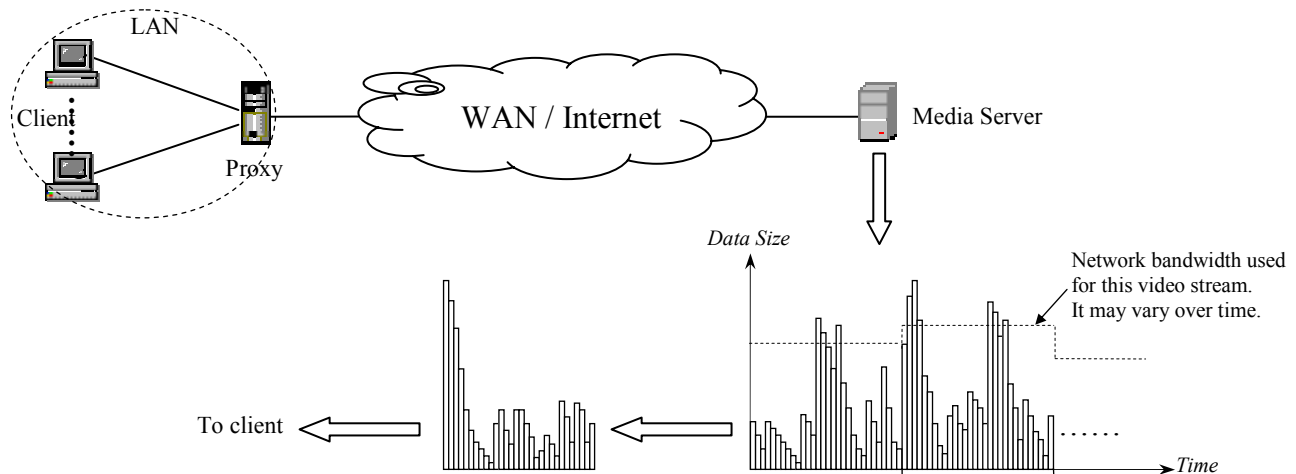 LAN
Client
Proxy
WAN / Internet
Media Server
Data Size
Network bandwidth used
for this video stream.
It may vary over time.
To client
Time